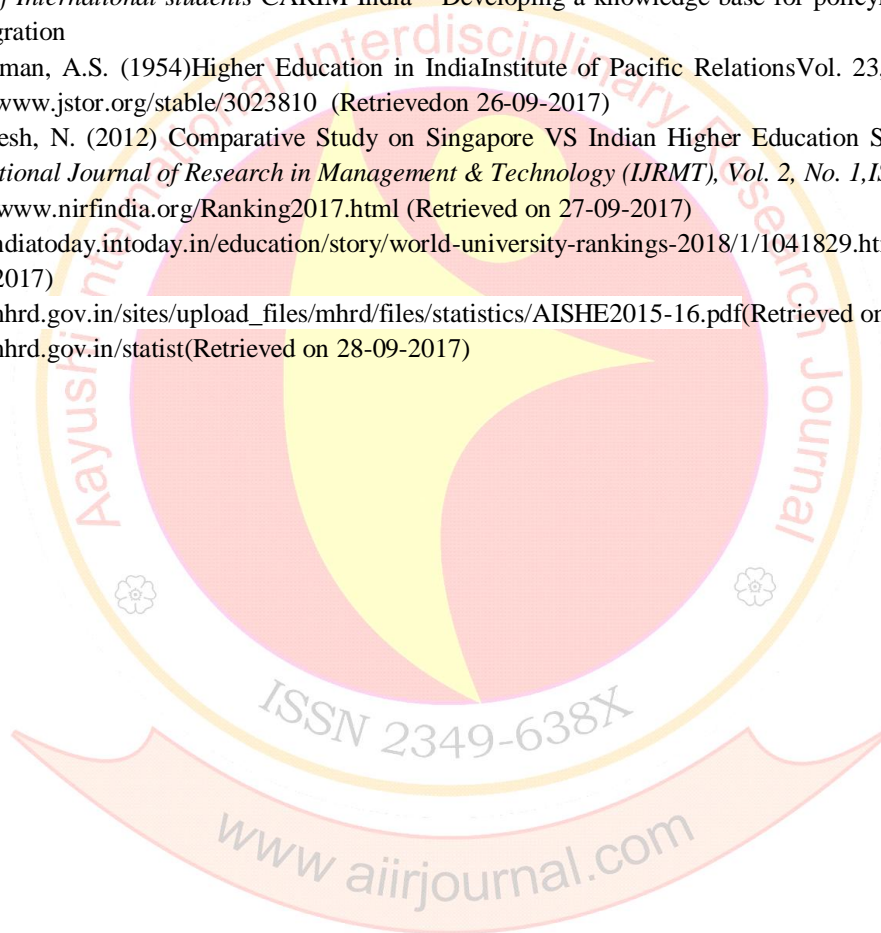 of International students CARIM India - Developing a knowledge base for policy
gration
man, A.S. (1954)Higher Education in IndiaInstitute of Pacific RelationsVol. 23,
www.jstor.org/stable/3023810 (Retrievedon 26-09-2017)
esh, N. (2012) Comparative Study on Singapore VS Indian Higher Education S
tional Journal of Research in Management & Technology (IJRMT), Vol. 2, No. 1,IS
www.nirfindia.org/Ranking2017.html (Retrieved on 27-09-2017)
ndiatoday.intoday.in/education/story/world-university-rankings-2018/1/1041829.ht
2017)
mhrd.gov.in/sites/upload_files/mhrd/files/statistics/AISHE2015-16.pdf(Retrieved on
mhrd.gov.in/statist(Retrieved on 28-09-2017)
Aayushi International Interdisciplinary Research Journal
ISSN 2349-638X
www aiirjournal.com